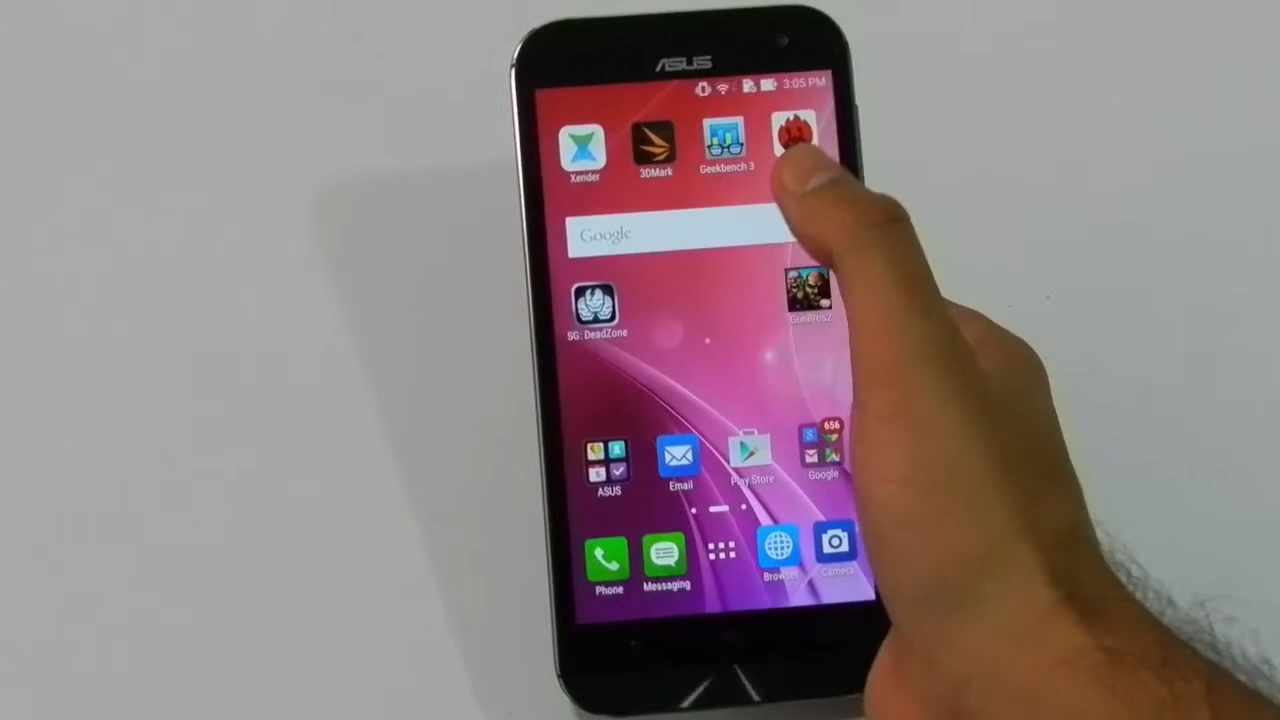 ASUS
3:05 PM
Xender
3DMark
Geekbench 3
Google
SG: DeadZone
GunBros2
656
ASUS
Email
Play Store
Google
Phone
Messaging
Browser
Camera